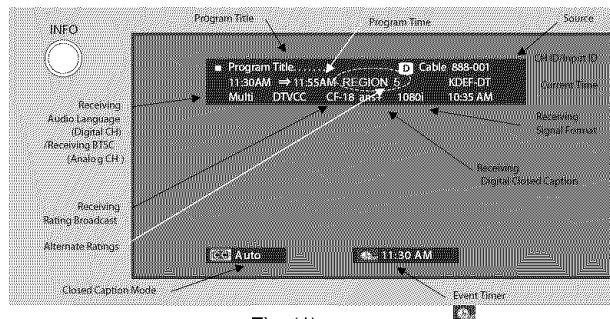 Program Title
Program Time
Source
INFO
■ Program Title........ D Cable 888-001
CH ID/Input ID
11:30AM ⇒ 11:55AM REGION 5 KDEF-DT
Current Time
Multi DTVCC CF-18 ans+ 1080i 10:35 AM
Receiving
Audio Language
(Digital CH)
/Receiving BTSC
(Analog CH)
Receiving
Signal Format
Receiving
Digital Closed Caption
Receiving
Rating Broadcast
Alternate Ratings
CC Auto
11:30 AM
Closed Caption Mode
Event Timer